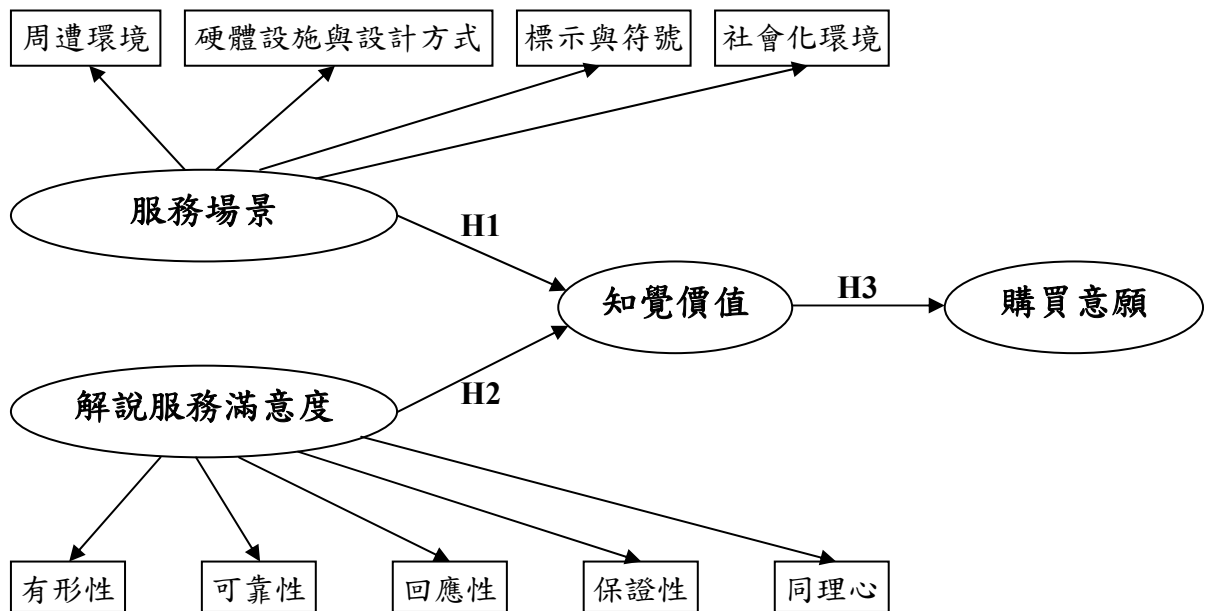 周遭環境
硬體設施與設計方式
標示與符號
社會化環境
服務場景
H1
知覺價值
H3
購買意願
解說服務滿意度
H2
有形性
可靠性
回應性
保證性
同理心